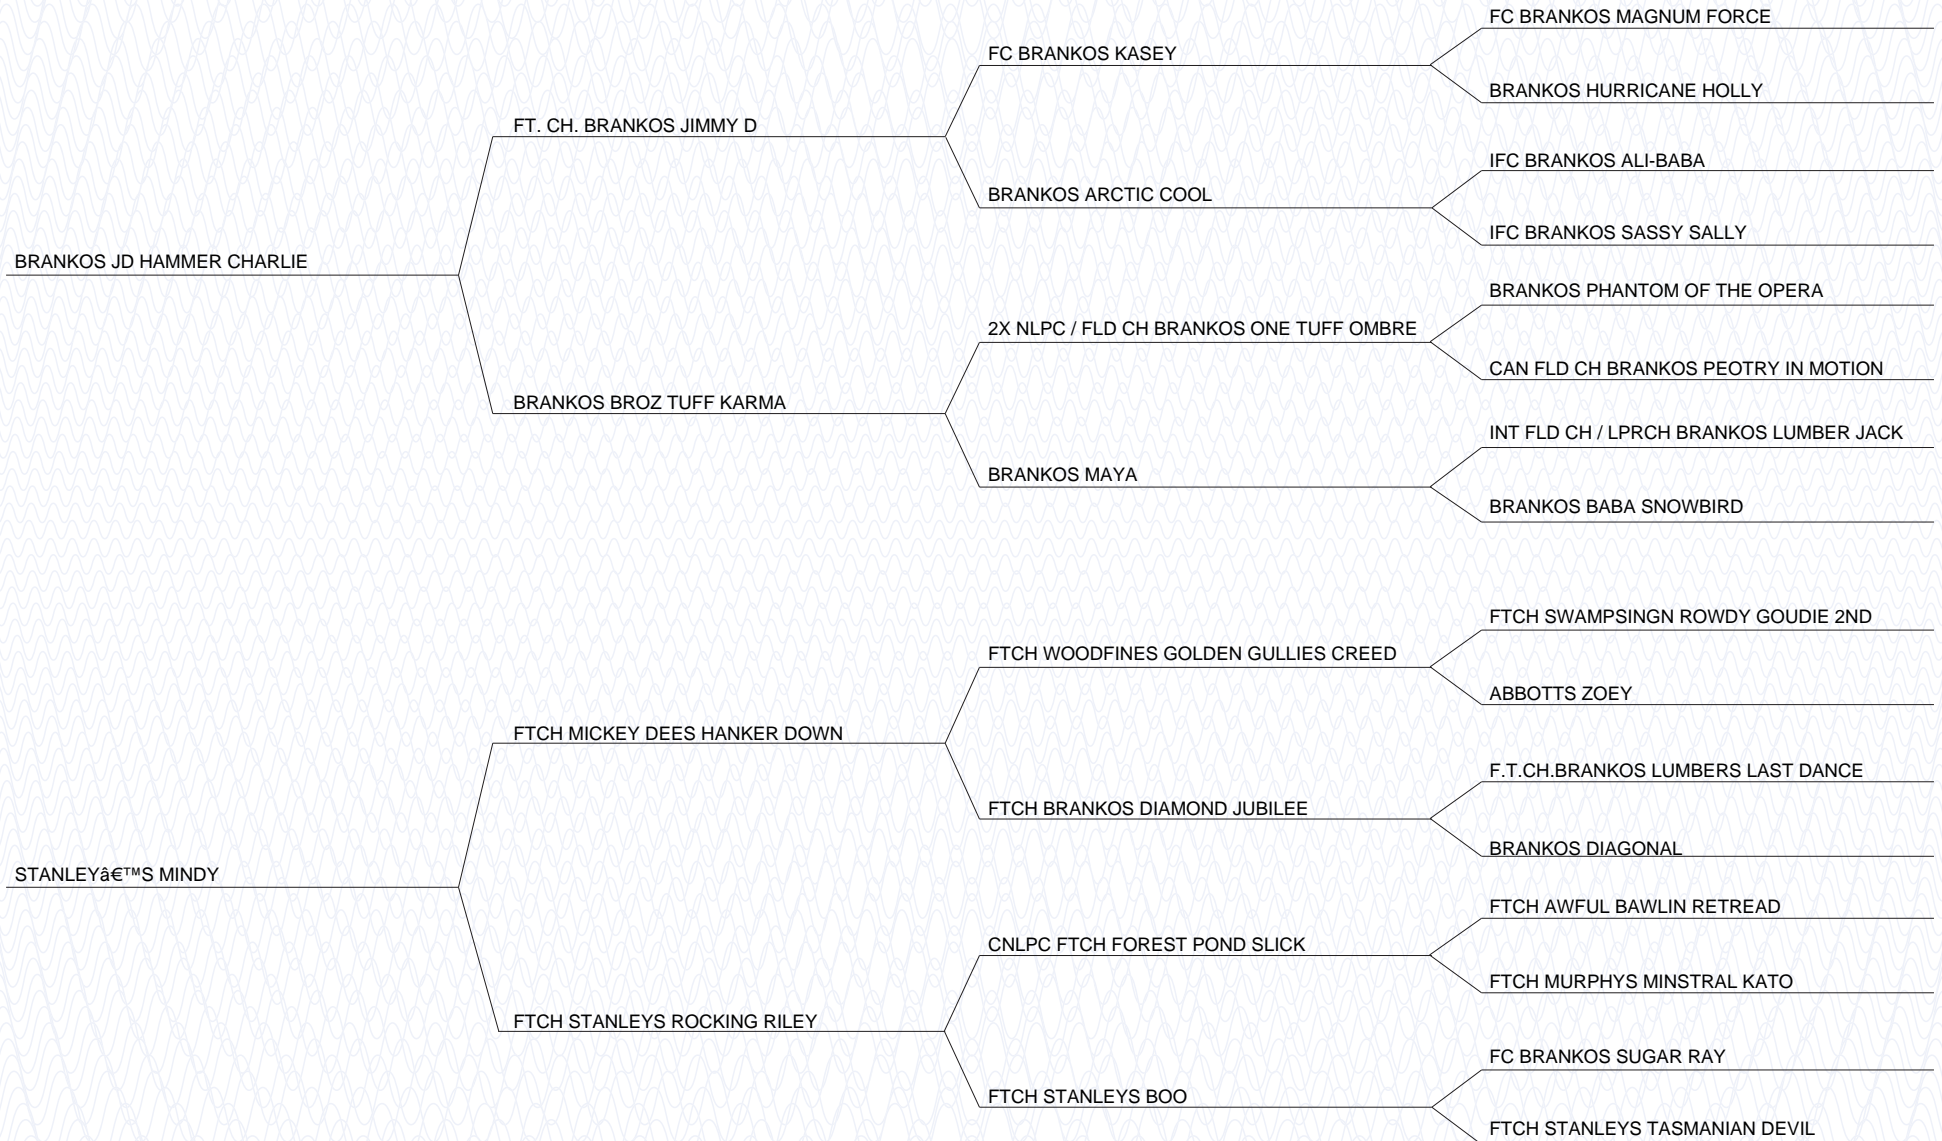 FC BRANKOS MAGNUM FORCE
FC BRANKOS KASEY
BRANKOS HURRICANE HOLLY
FT. CH. BRANKOS JIMMY D
IFC BRANKOS ALI-BABA
BRANKOS ARCTIC COOL
IFC BRANKOS SASSY SALLY
BRANKOS JD HAMMER CHARLIE
BRANKOS PHANTOM OF THE OPERA
2X NLPC / FLD CH BRANKOS ONE TUFF OMBRE
CAN FLD CH BRANKOS PEOTRY IN MOTION
BRANKOS BROZ TUFF KARMA
INT FLD CH / LPRCH BRANKOS LUMBER JACK
BRANKOS MAYA
BRANKOS BABA SNOWBIRD
FTCH SWAMPSINGN ROWDY GOUDIE 2ND
FTCH WOODFINES GOLDEN GULLIES CREED
ABBOTTS ZOEY
FTCH MICKEY DEES HANKER DOWN
F.T.CH.BRANKOS LUMBERS LAST DANCE
FTCH BRANKOS DIAMOND JUBILEE
BRANKOS DIAGONAL
STANLEYâ€™S MINDY
FTCH AWFUL BAWLIN RETREAD
CNLPC FTCH FOREST POND SLICK
FTCH MURPHYS MINSTRAL KATO
FTCH STANLEYS ROCKING RILEY
FC BRANKOS SUGAR RAY
FTCH STANLEYS BOO
FTCH STANLEYS TASMANIAN DEVIL